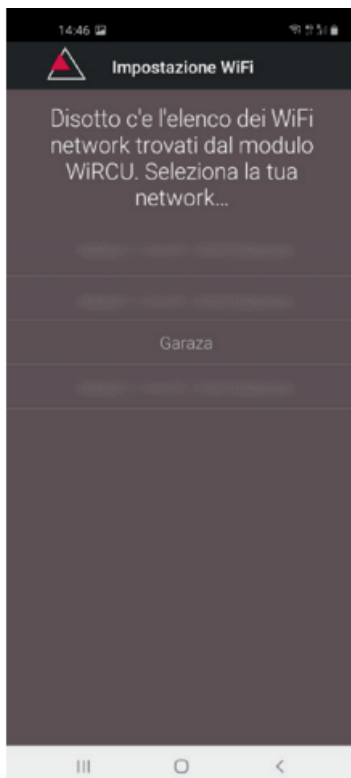 14:46
Impostazione WiFi
Disotto c'e l'elenco dei WiFi
network trovati dal modulo
WiRCU. Seleziona la tua
network...
Garaza